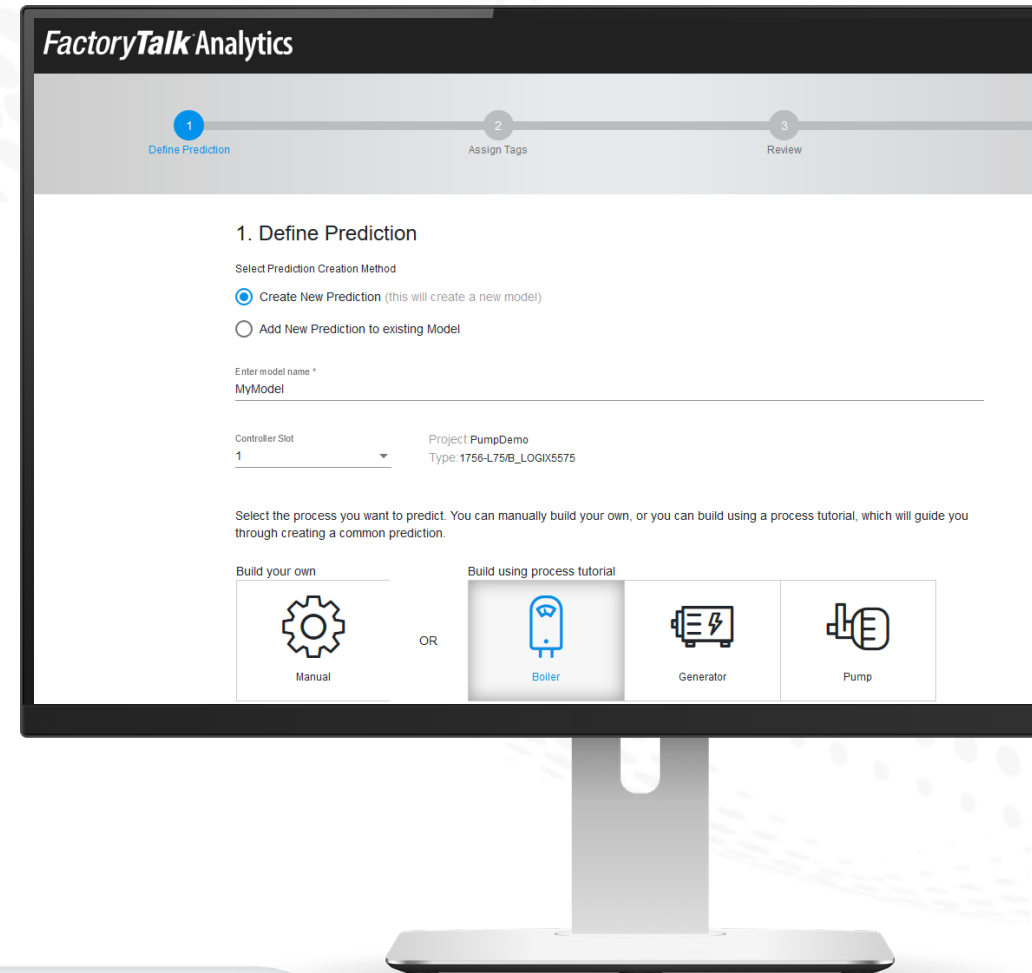 FactoryTalk Analytics
1
2
3
Define Prediction
Assign Tags
Review
1. Define Prediction
Select Prediction Creation Method
Create New Prediction (this will create a new model)
Add New Prediction to existing Model
Enter model name *
MyModel
Controller Slot
1
Project:PumpDemo
Type:1756-L75/B_LOGIX5575
Select the process you want to predict. You can manually build your own, or you can build using a process tutorial, which will guide you
through creating a common prediction.
Build your own
Build using process tutorial
OR
Manual
Boiler
Generator
Pump